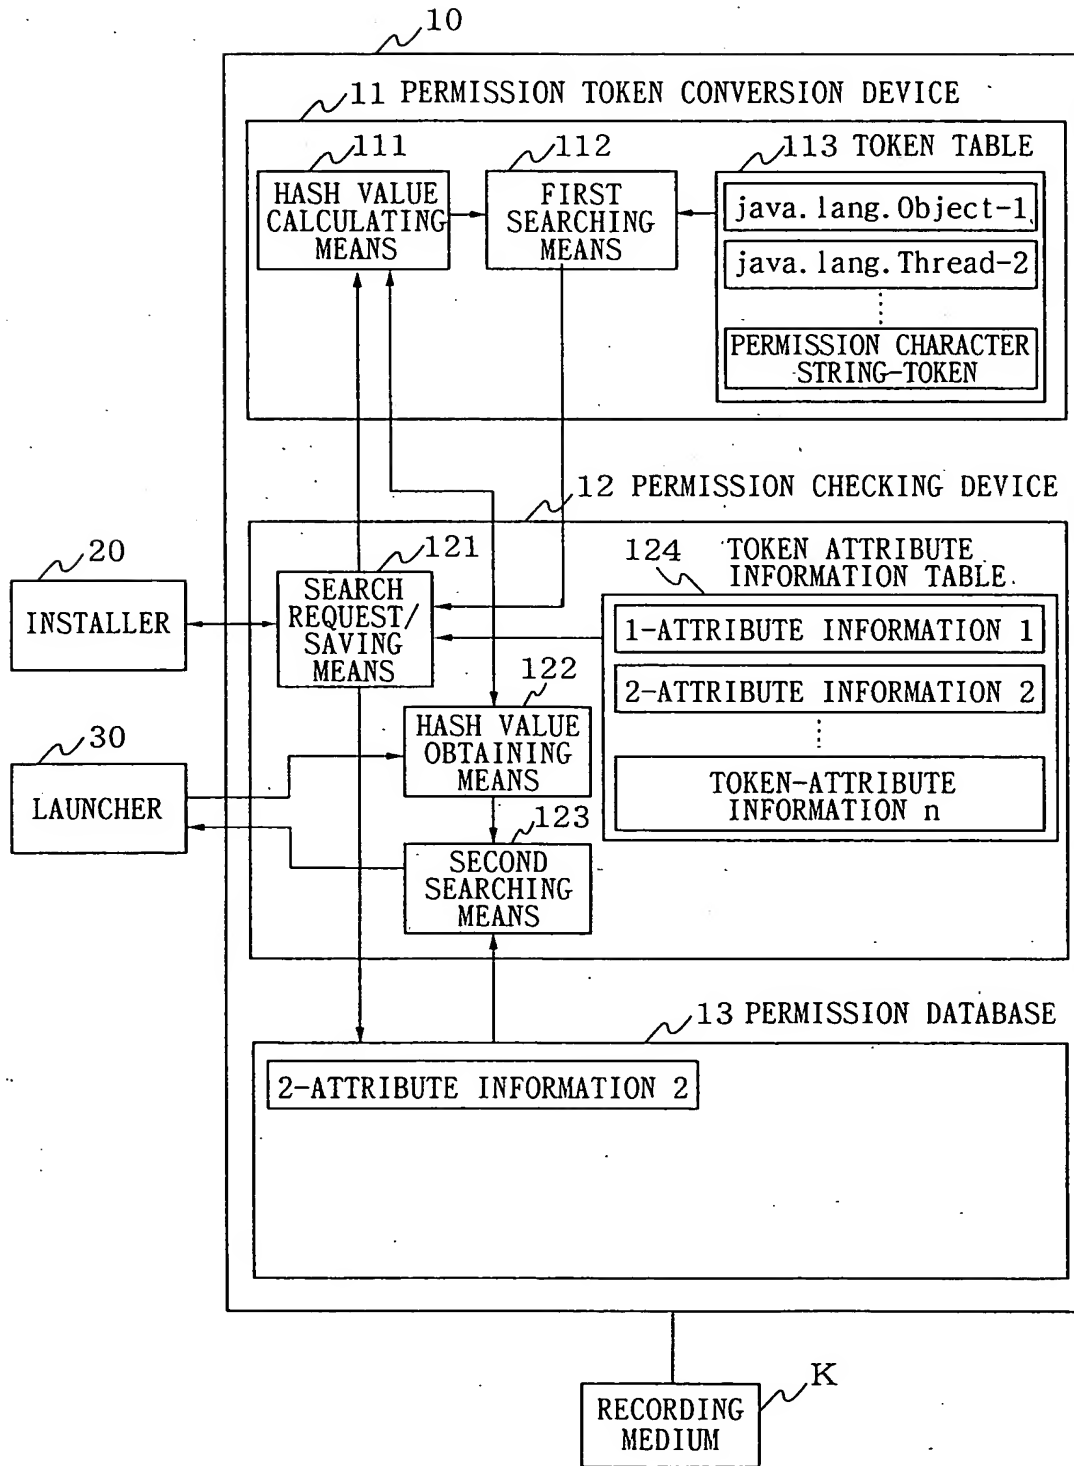 10
11 PERMISSION TOKEN CONVERSION DEVICE
111
112
113 TOKEN TABLE
HASH VALUE
CALCULATING
MEANS
FIRST
SEARCHING
MEANS
java.lang.Object-1
java.lang.Thread-2
PERMISSION CHARACTER
STRING-TOKEN
12 PERMISSION CHECKING DEVICE
20
INSTALLER
121
SEARCH
REQUEST/
SAVING
MEANS
124
TOKEN ATTRIBUTE
INFORMATION TABLE
1-ATTRIBUTE INFORMATION 1
2-ATTRIBUTE INFORMATION 2
TOKEN-ATTRIBUTE
INFORMATION n
122
HASH VALUE
OBTAINING
MEANS
30
LAUNCHER
123
SECOND
SEARCHING
MEANS
13 PERMISSION DATABASE
2-ATTRIBUTE INFORMATION 2
K
RECORDING
MEDIUM